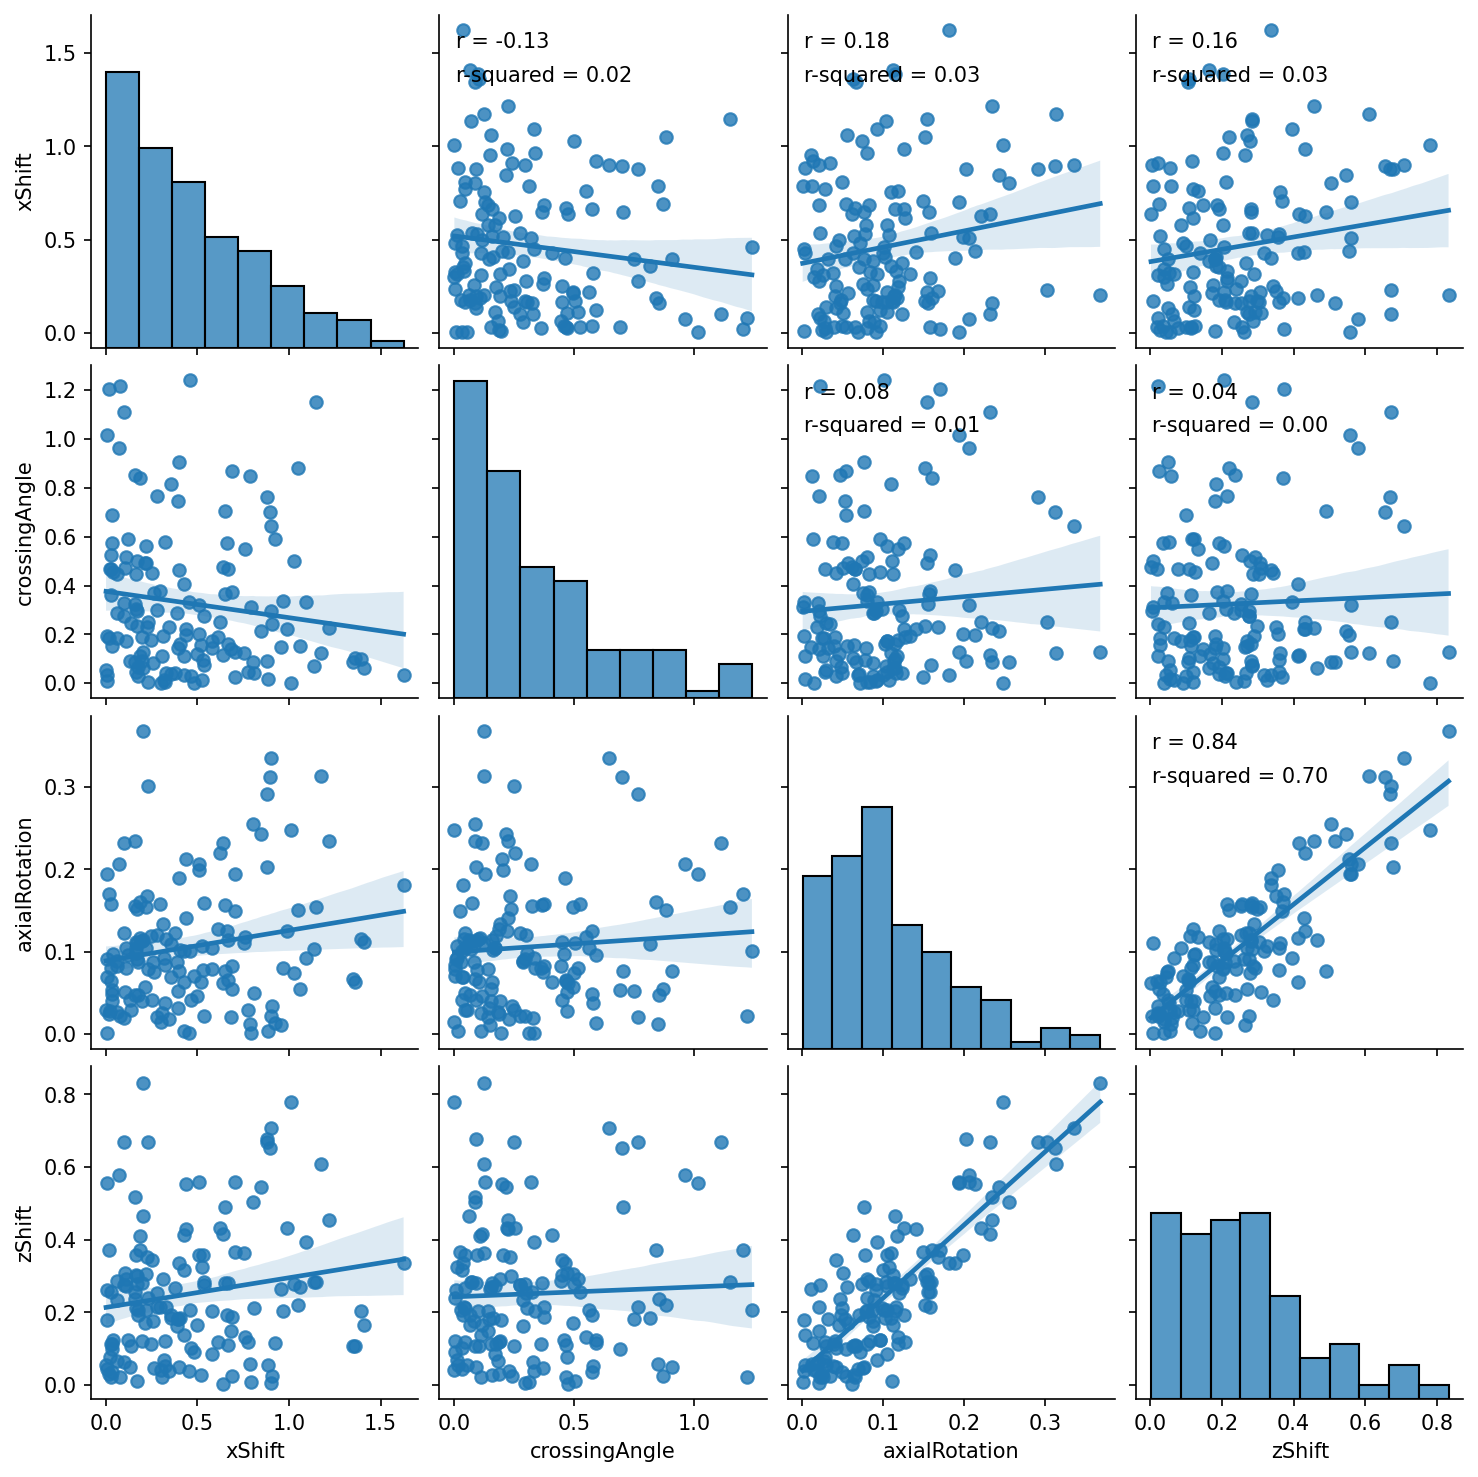 1.5
1.0
0.5
0.0
xShift
r = -0.13
r-squared = 0.02
r = 0.18
r-squared = 0.03
r = 0.16
r-squared = 0.03
1.2
1.0
0.8
0.6
0.4
0.2
0.0
crossingAngle
r = 0.08
r-squared = 0.01
r = 0.04
r-squared = 0.00
0.3
0.2
0.1
0.0
axialRotation
r = 0.84
r-squared = 0.70
0.8
0.6
0.4
0.2
0.0
zShift
0.0 0.5 1.0 1.5
xShift
0.0 0.5 1.0
crossingAngle
0.0 0.1 0.2 0.3
axialRotation
0.0 0.2 0.4 0.6 0.8
zShift